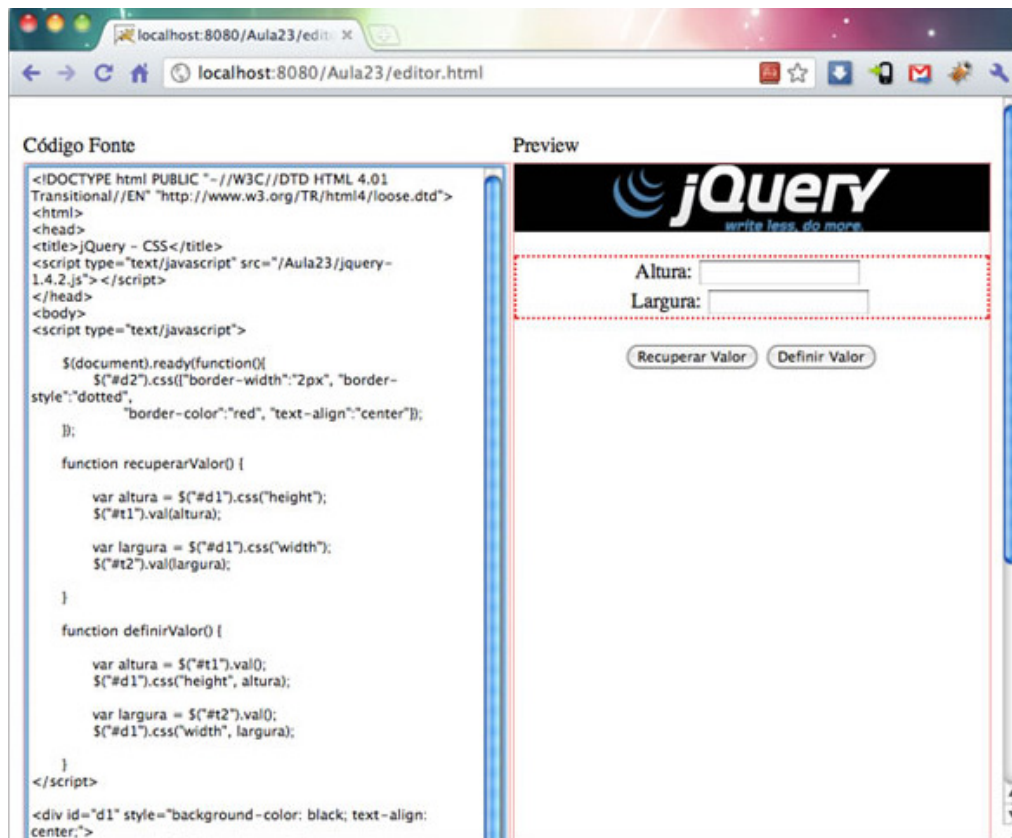 localhost:8080/Aula23/edit
localhost:8080/Aula23/editor.html
Código Fonte
<!DOCTYPE html PUBLIC "-//W3C//DTD HTML 4.01
Transitional//EN" "http://www.w3.org/TR/html4/loose.dtd">
<html>
<head>
<title>jQuery - CSS</title>
<script type="text/javascript" src="/Aula23/jquery-
1.4.2.js"></script>
</head>
<body>
<script type="text/javascript">
$(document).ready(function(){
$("#d2").css({"border-width":"2px", "border-
style":"dotted",
"border-color":"red", "text-align":"center"});
});
function recuperarValor() {
var altura = $("#d1").css("height");
$("#t1").val(altura);
var largura = $("#d1").css("width");
$("#t2").val(largura);
}
function definirValor() {
var altura = $("#t1").val();
$("#d1").css("height", altura);
var largura = $("#t2").val();
$("#d1").css("width", largura);
}
</script>
<div id="d1" style="background-color: black; text-align:
center;">
Preview
jQuery
write less, do more.
Altura:
Largura:
Recuperar Valor
Definir Valor